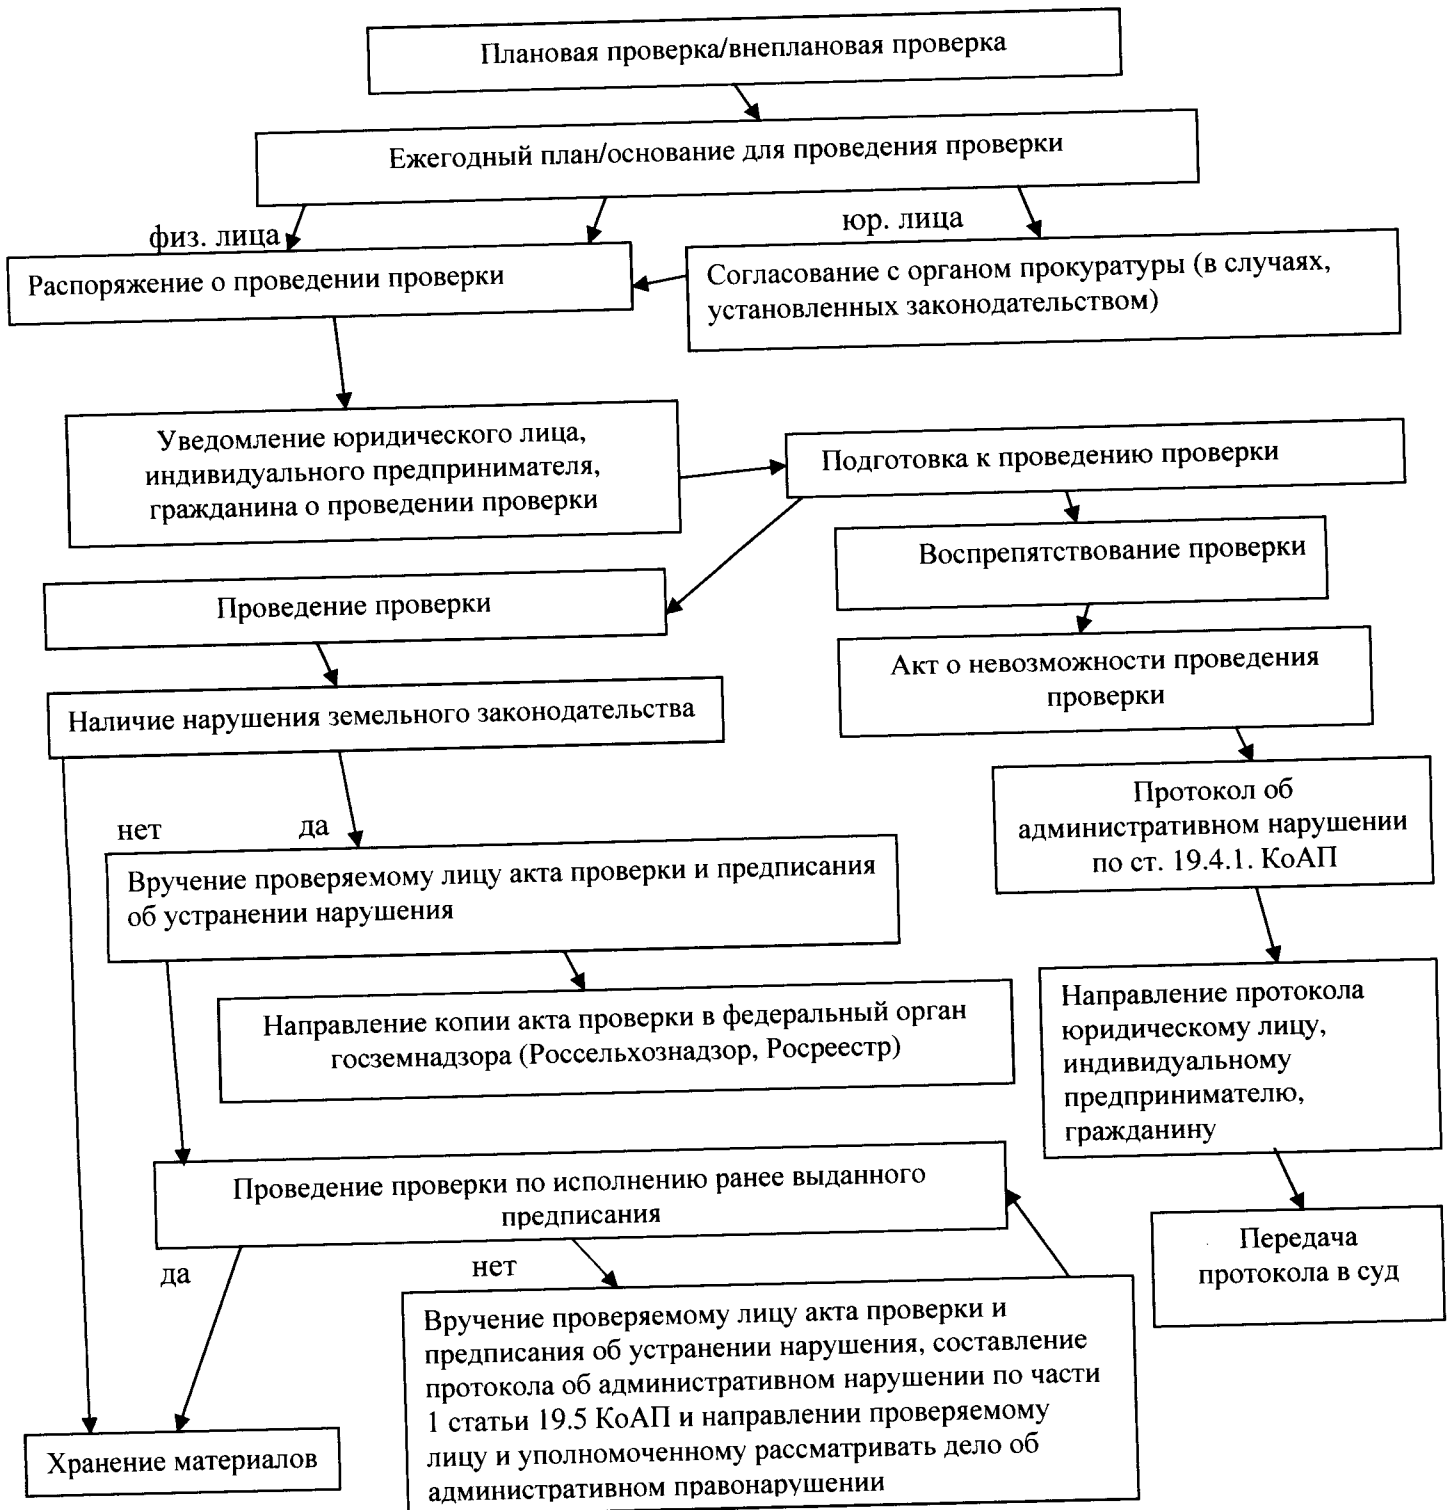 Плановая проверка/внеплановая проверка
Ежегодный план/основание для проведения проверки
физ. лица
юр. лица
Распоряжение о проведении проверки
Согласование с органом прокуратуры (в случаях,
установленных законодательством)
Уведомление юридического лица,
индивидуального предпринимателя,
гражданина о проведении проверки
Подготовка к проведению проверки
Воспрепятствование проверки
Проведение проверки
Акт о невозможности проведения
проверки
Наличие нарушения земельного законодательства
Протокол об
административном нарушении
по ст. 19.4.1. КоАП
нет
да
Вручение проверяемому лицу акта проверки и предписания
об устранении нарушения
Направление копии акта проверки в федеральный орган
госземнадзора (Россельхознадзор, Росреестр)
Направление протокола
юридическому лицу,
индивидуальному
предпринимателю,
гражданину
Проведение проверки по исполнению ранее выданного
предписания
Передача
протокола в суд
да
нет
Вручение проверяемому лицу акта проверки и
предписания об устранении нарушения, составление
протокола об административном нарушении по части
1 статьи 19.5 КоАП и направлении проверяемому
лицу и уполномоченному рассматривать дело об
административном правонарушении
Хранение материалов